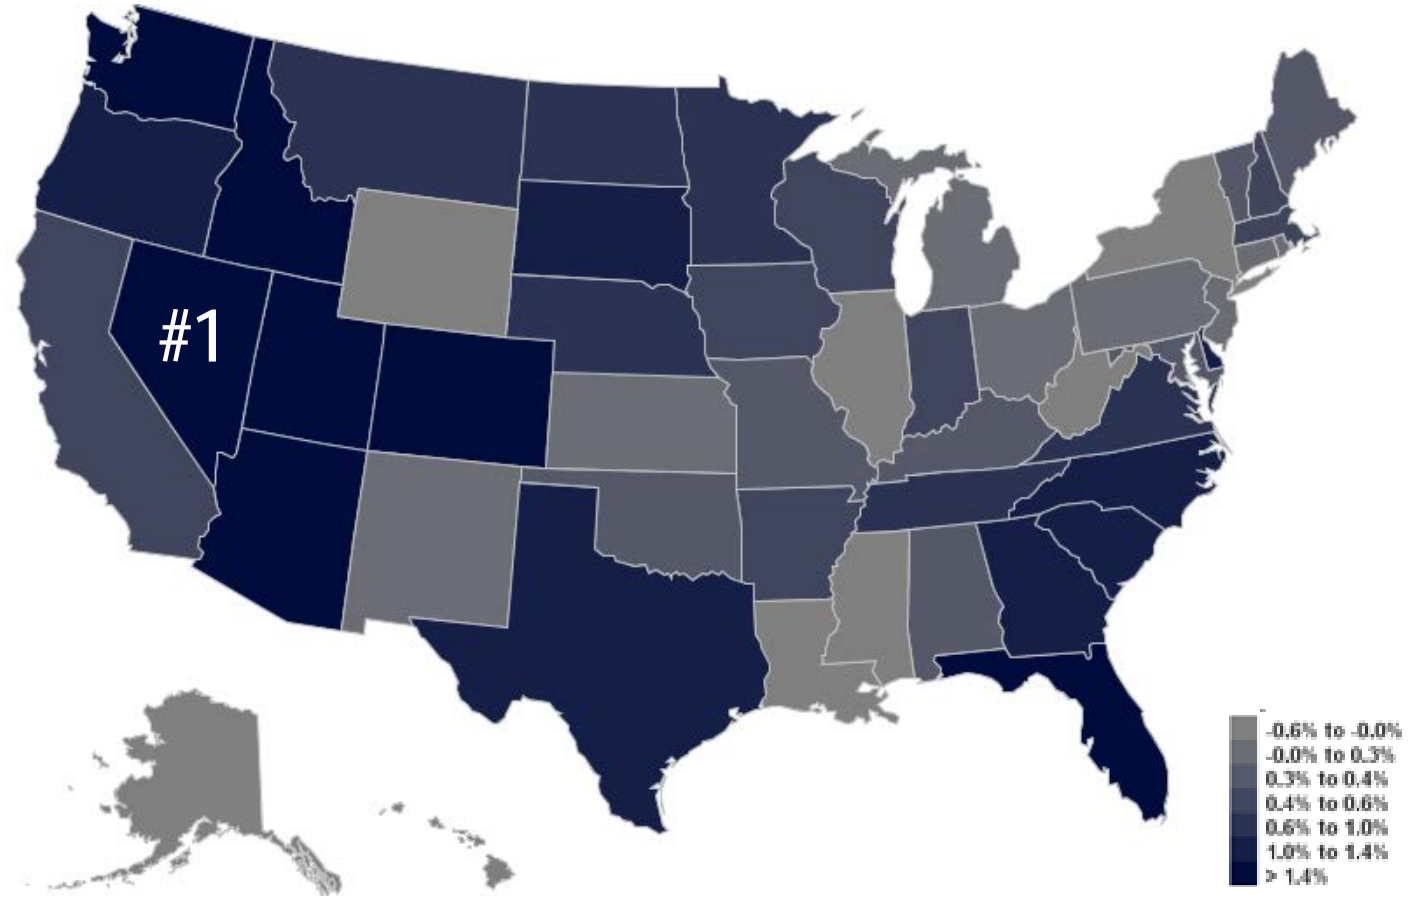 #1
-0.6% to -0.0%
-0.0% to 0.3%
0.3% to 0.4%
0.4% to 0.6%
0.6% to 1.0%
1.0% to 1.4%
> 1.4%